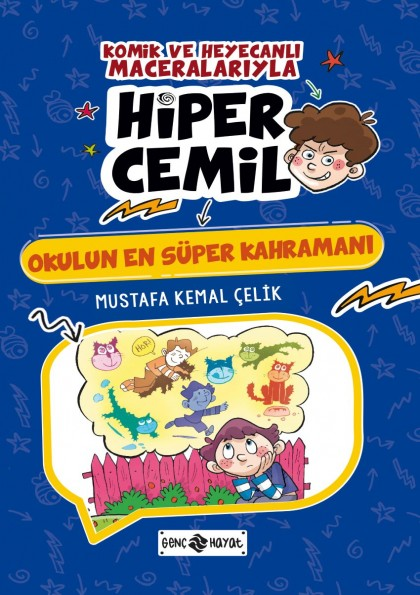 KOMİK VE HEYECANLI
MACERALARIYLA
HİPER
CEMİL
OKULUN EN SÜPER KAHRAMANI
MUSTAFA KEMAL ÇELİK
GENÇ HAYAT